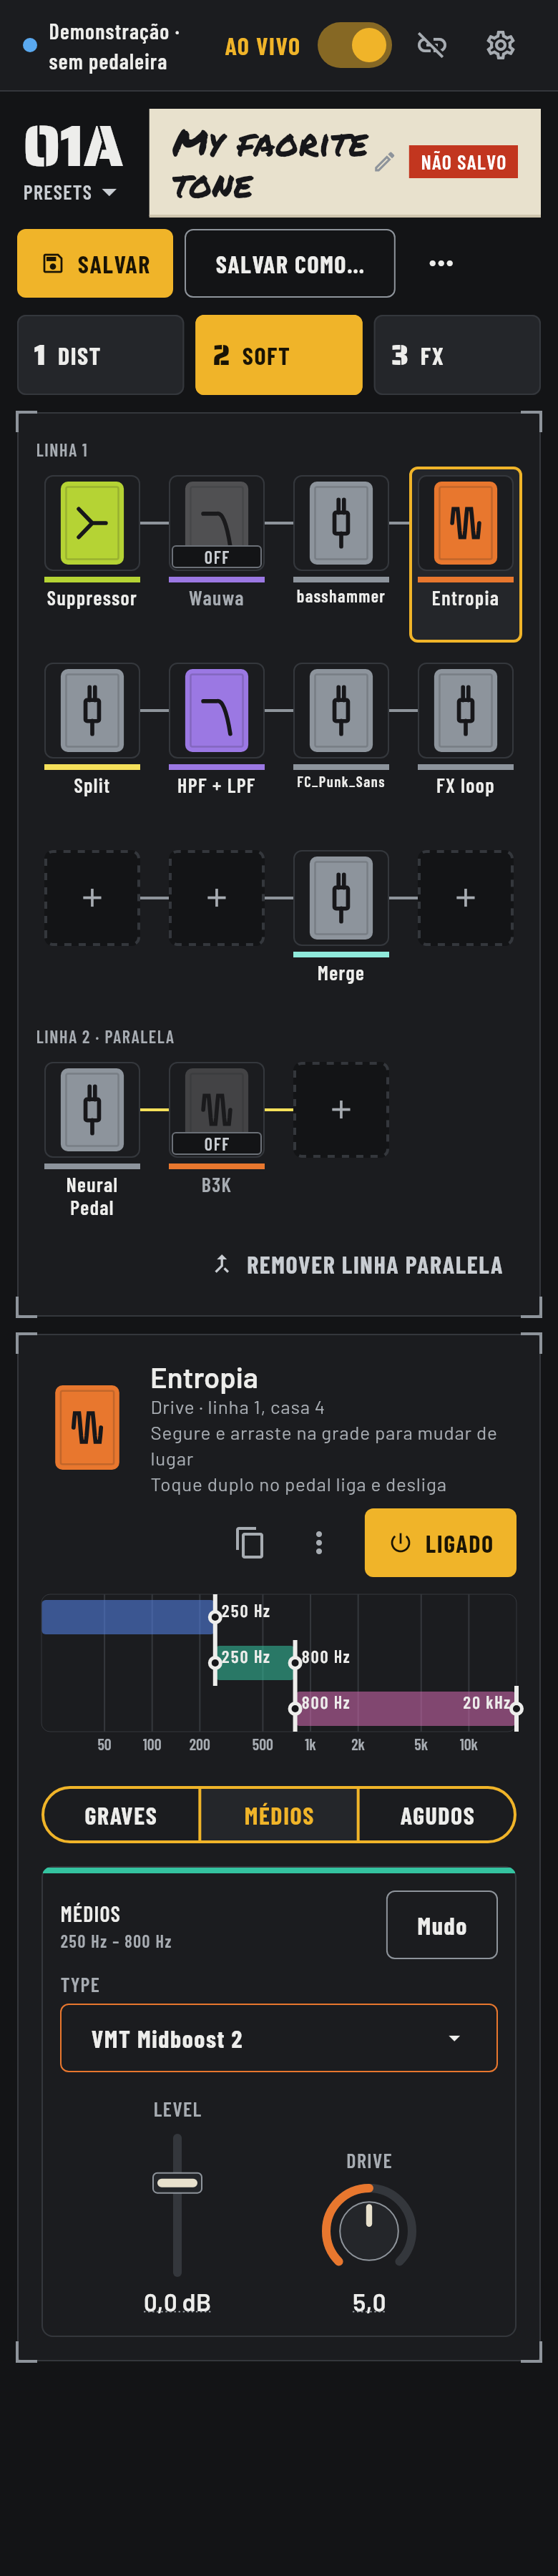 Demonstração ·
sem pedaleira
AO VIVO
01A
PRESETS
My faorite
tone
NÃO SALVO
SALVAR
SALVAR COMO...
1 DIST
2 SOFT
3 FX
LINHA 1
OFF
Suppressor
Wauwa
basshammer
Entropia
Split
HPF + LPF
FC_Punk_Sans
FX loop
Merge
LINHA 2 · PARALELA
OFF
Neural
Pedal
B3K
REMOVER LINHA PARALELA
Entropia
Drive · linha 1, casa 4
Segure e arraste na grade para mudar de
lugar
Toque duplo no pedal liga e desliga
LIGADO
250 Hz
250 Hz
800 Hz
800 Hz
20 kHz
50 100 200 500 1k 2k 5k 10k
GRAVES
MÉDIOS
AGUDOS
MÉDIOS
250 Hz – 800 Hz
Mudo
TYPE
VMT Midboost 2
LEVEL
DRIVE
0,0 dB
5,0